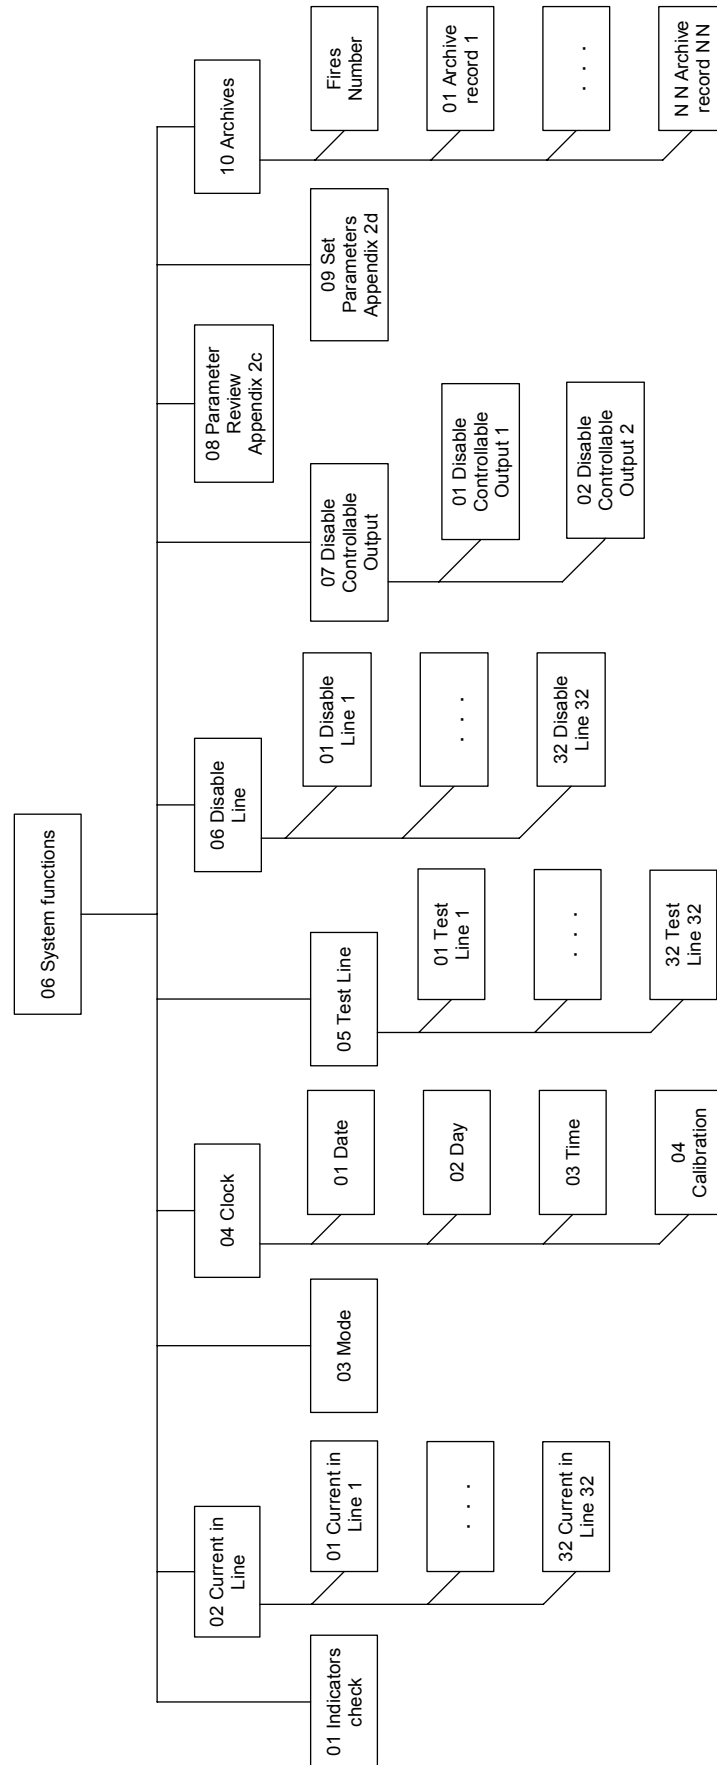 06 System functions
01 Indicators
check
02 Current in
Line
01 Current in
Line 1
. . .
32 Current in
Line 32
03 Mode
04 Clock
01 Date
02 Day
03 Time
04
Calibration
05 Test Line
01 Test
Line 1
. . .
32 Test
Line 32
06 Disable
Line
01 Disable
Line 1
. . .
32 Disable
Line 32
07 Disable
Controllable
Output
01 Disable
Controllable
Output 1
02 Disable
Controllable
Output 2
08 Parameter
Review
Appendix 2c
09 Set
Parameters
Appendix 2d
10 Archives
Fires
Number
01 Archive
record 1
. . .
N N Archive
record N N